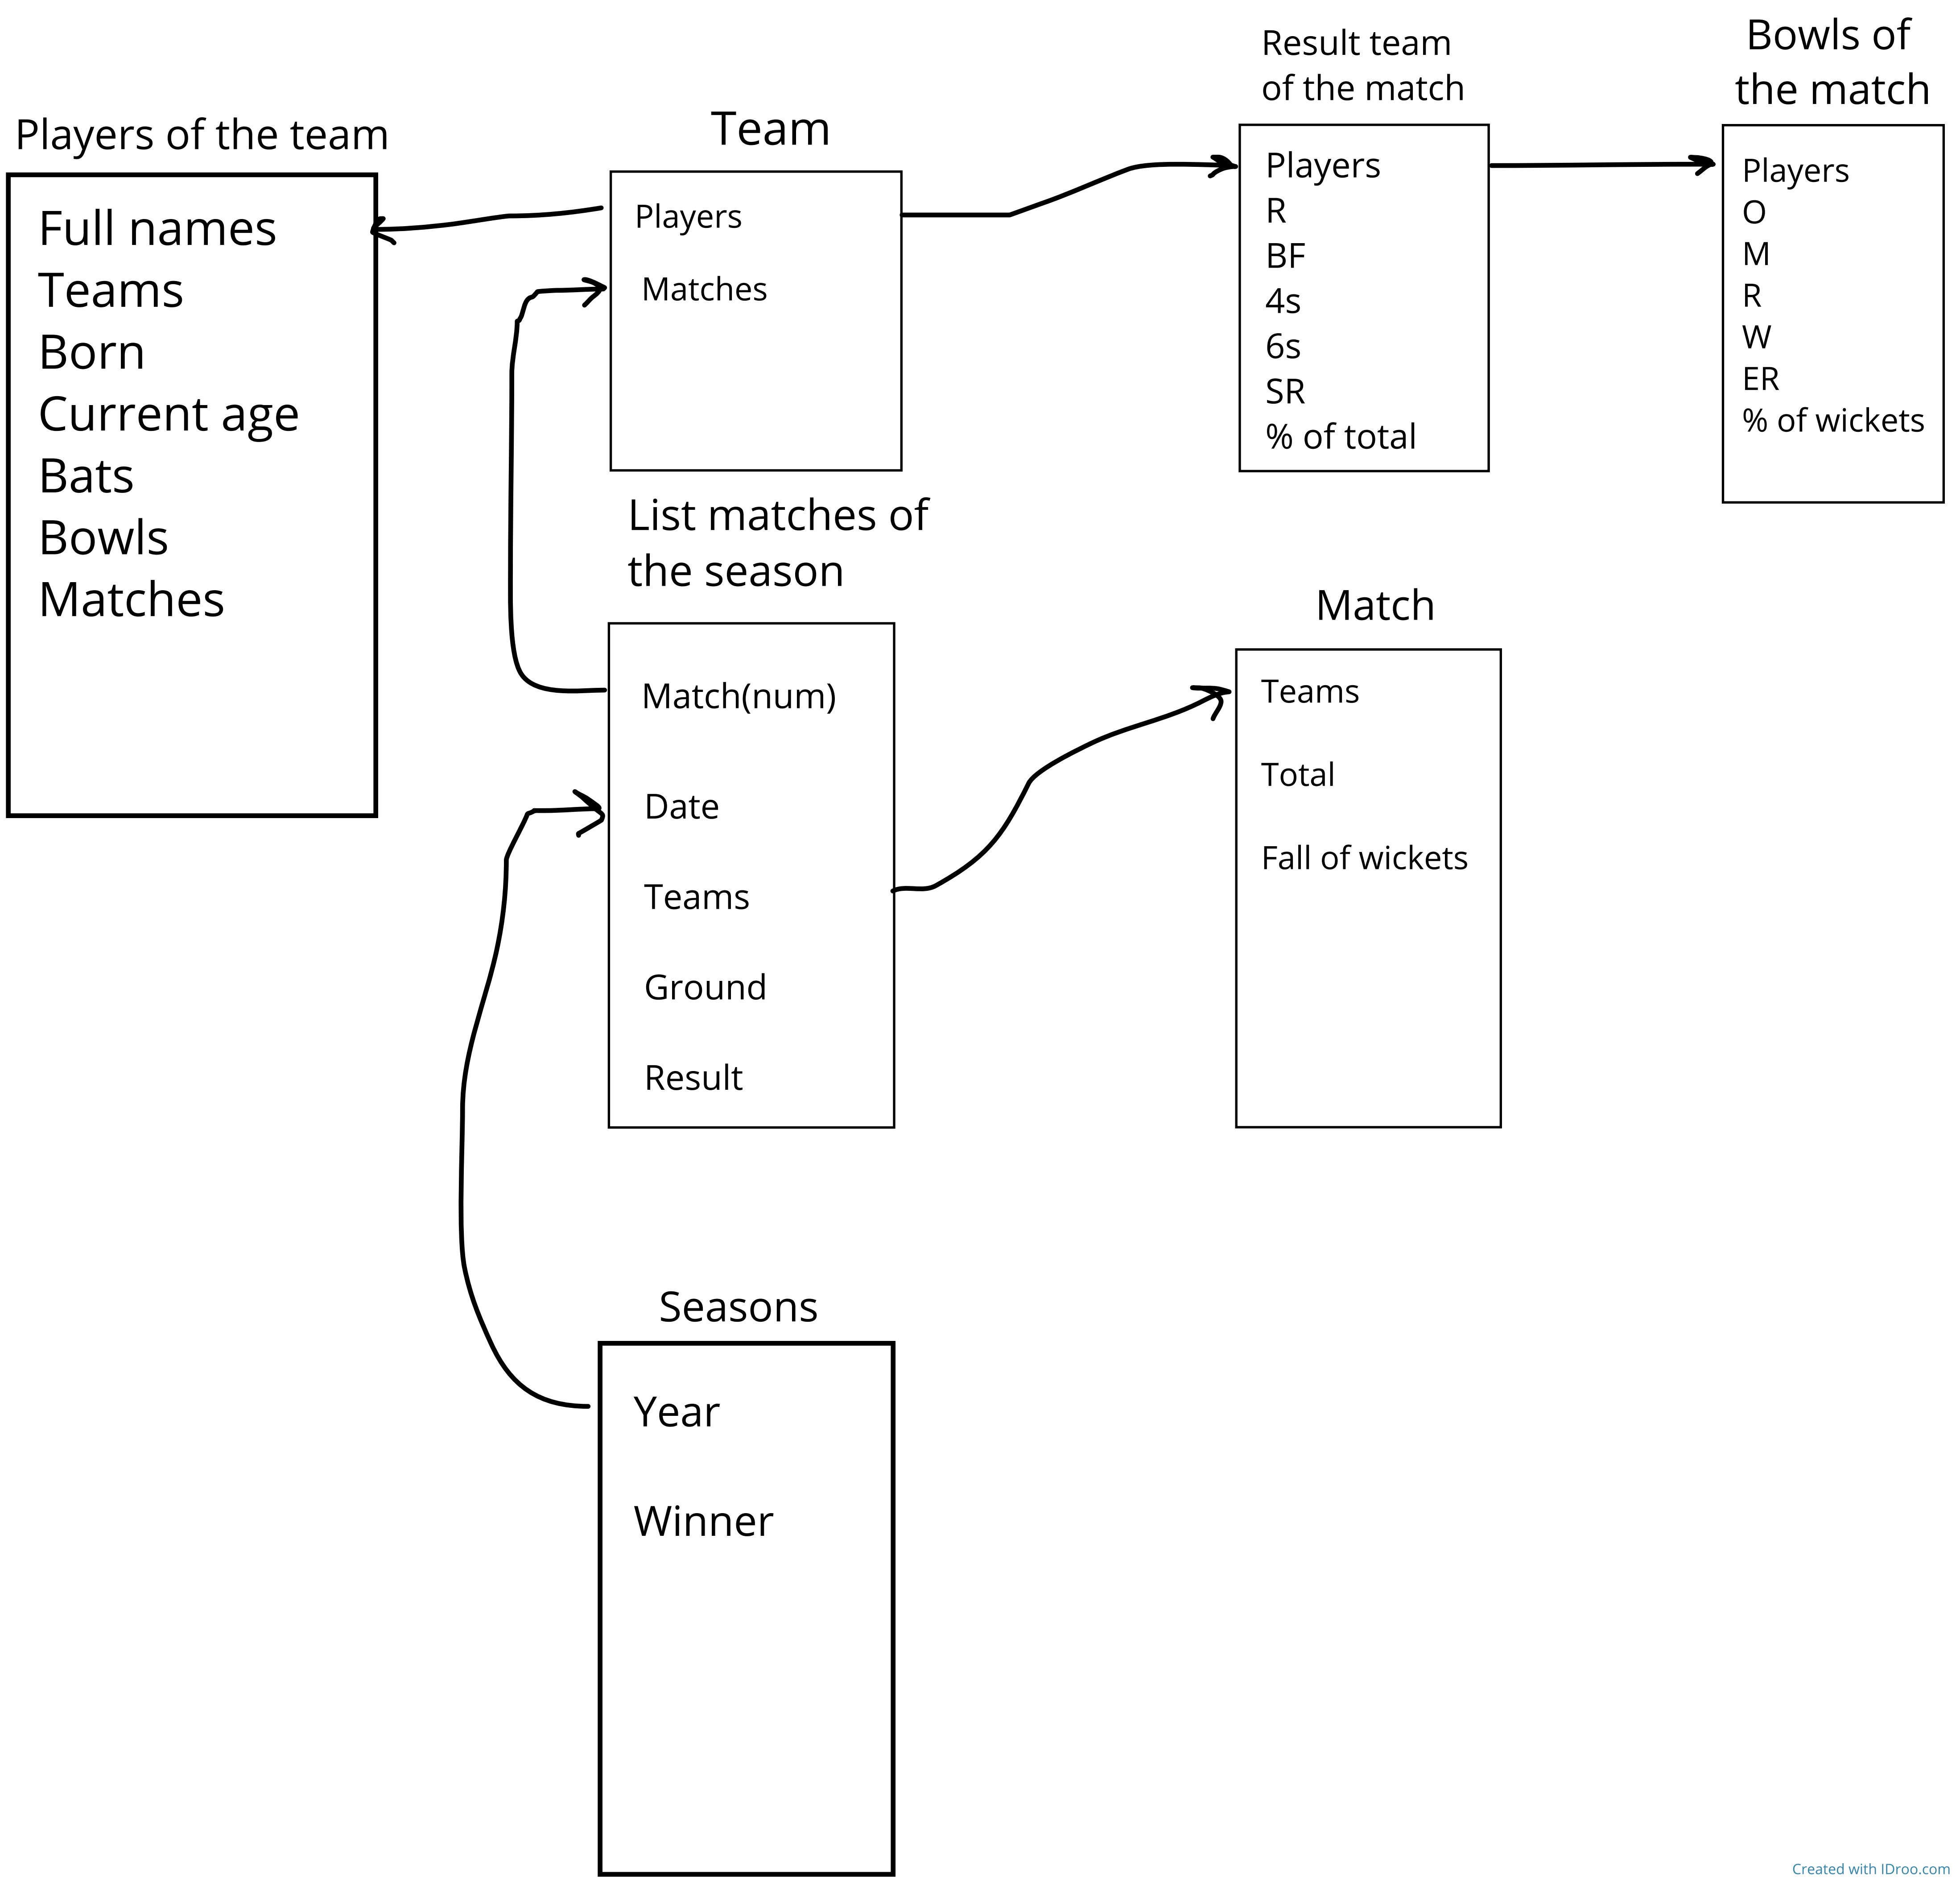 Players of the team
Full names
Teams
Born
Current age
Bats
Bowls
Matches
Team
Players
Matches
Result team
of the match
Players
R
BF
4s
6s
SR
% of total
Bowls of
the match
Players
O
M
R
W
ER
% of wickets
List matches of
the season
Match(num)
Date
Teams
Ground
Result
Match
Teams
Total
Fall of wickets
Seasons
Year
Winner
Created with IDroo.com